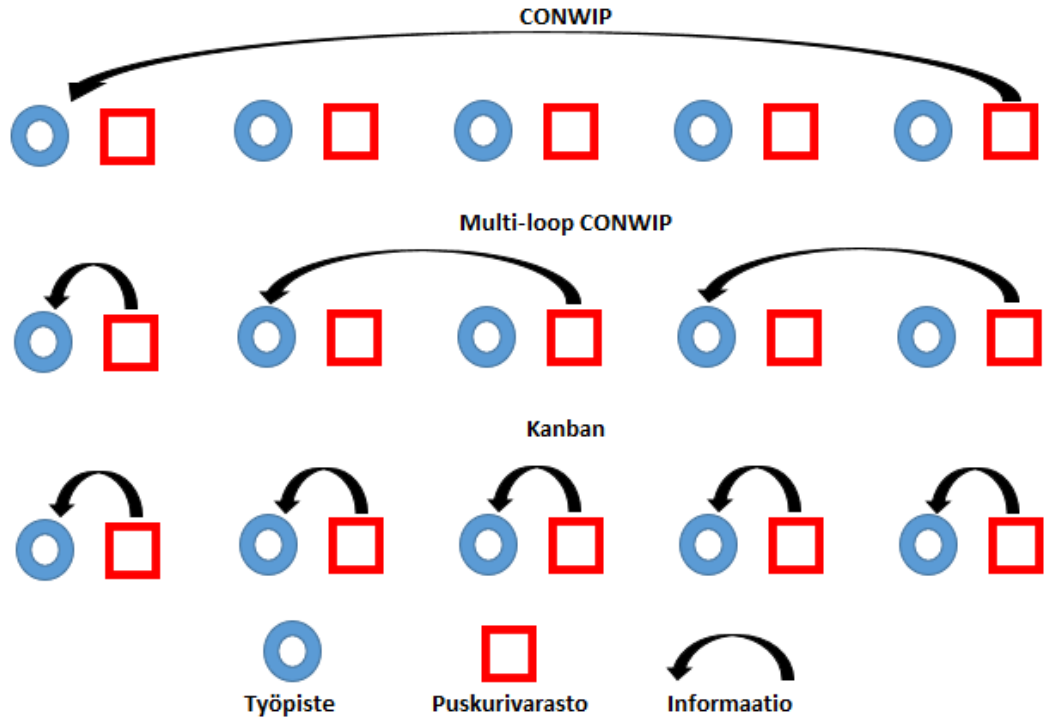 CONWIP
Multi-loop CONWIP
Kanban
Työpiste
Puskurivarasto
Informaatio